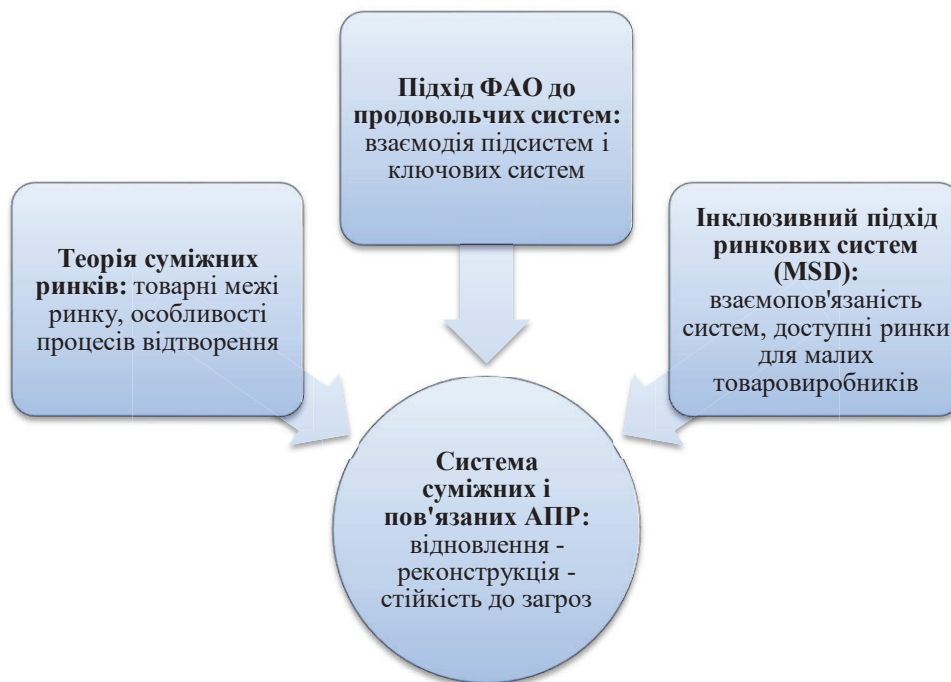 Підхід ФАО до
продовольчих систем:
взаємодія підсистем і
ключових систем
Теорія суміжних
ринків: товарні межі
ринку, особливості
процесів відтворення
Інклюзивний підхід
ринкових систем
(MSD):
взаємопов'язаність
систем, доступні ринки
для малих
товаровиробників
Система
суміжних і
пов'язаних АПР:
відновлення -
реконструкція -
стійкість до загроз